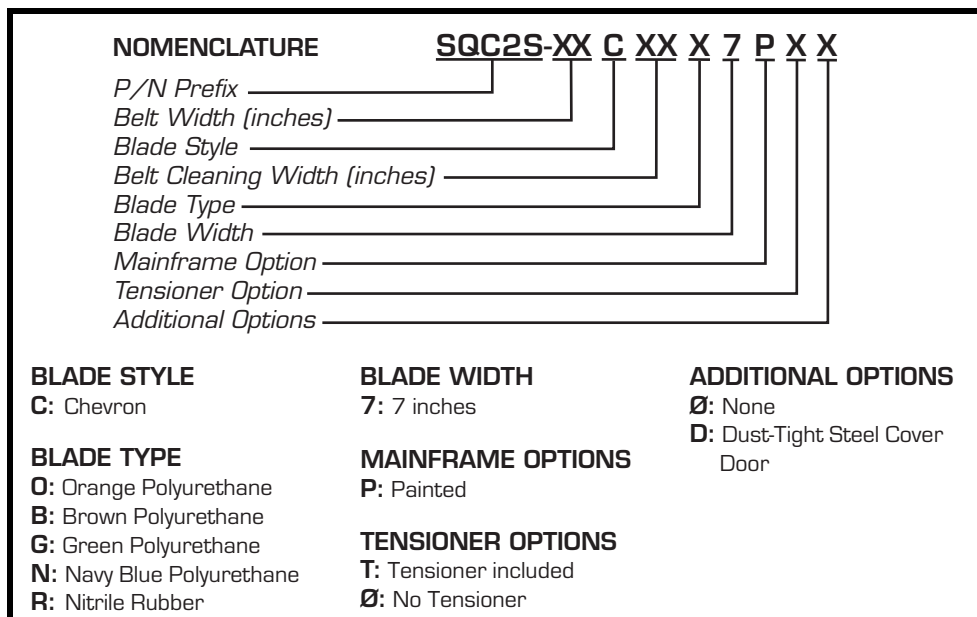 NOMENCLATURE SQC2S-XX C XX X 7 P X X
P/N Prefix
Belt Width (inches)
Blade Style
Belt Cleaning Width (inches)
Blade Type
Blade Width
Mainframe Option
Tensioner Option
Additional Options
BLADE STYLE
C: Chevron
BLADE TYPE
O: Orange Polyurethane
B: Brown Polyurethane
G: Green Polyurethane
N: Navy Blue Polyurethane
R: Nitrile Rubber
BLADE WIDTH
7: 7 inches
MAINFRAME OPTIONS
P: Painted
TENSIONER OPTIONS
T: Tensioner included
Ø: No Tensioner
ADDITIONAL OPTIONS
Ø: None
D: Dust-Tight Steel Cover
Door